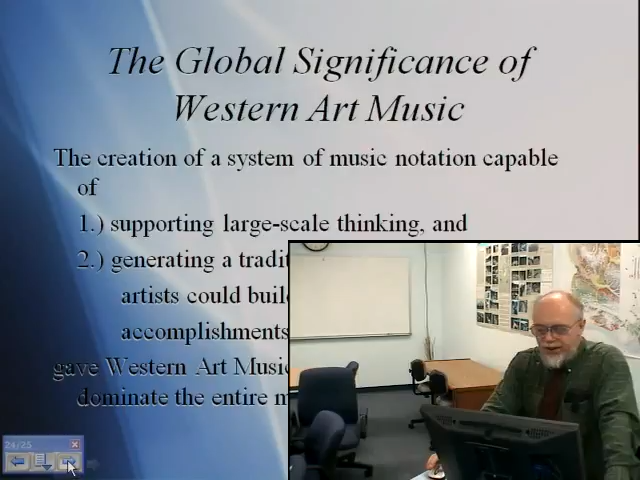 The Global Significance of
Western Art Music
The creation of a system of music notation capable
of
1.) supporting large-scale thinking, and
2.) generating a tradit
artists could buil
accomplishments
gave Western Art Music
dominate the entire m
24/25